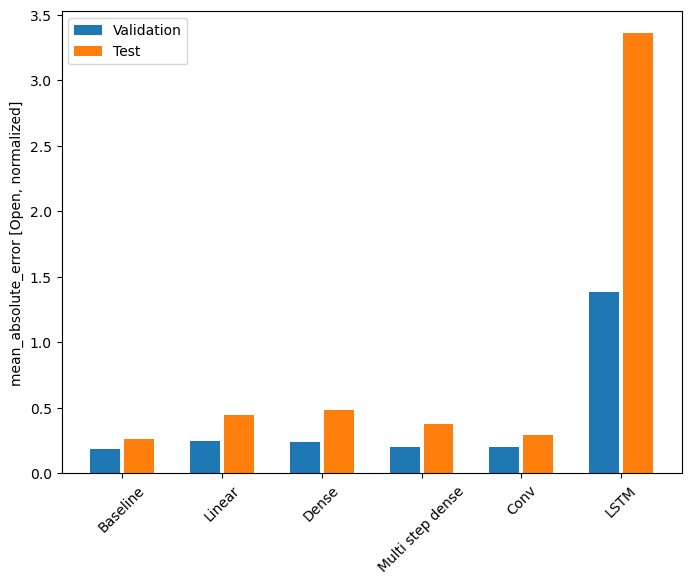 Validation
Test
mean_absolute_error [Open, normalized]
3.5
3.0
2.5
2.0
1.5
1.0
0.5
0.0
Baseline
Linear
Dense
Multi step dense
Conv
LSTM